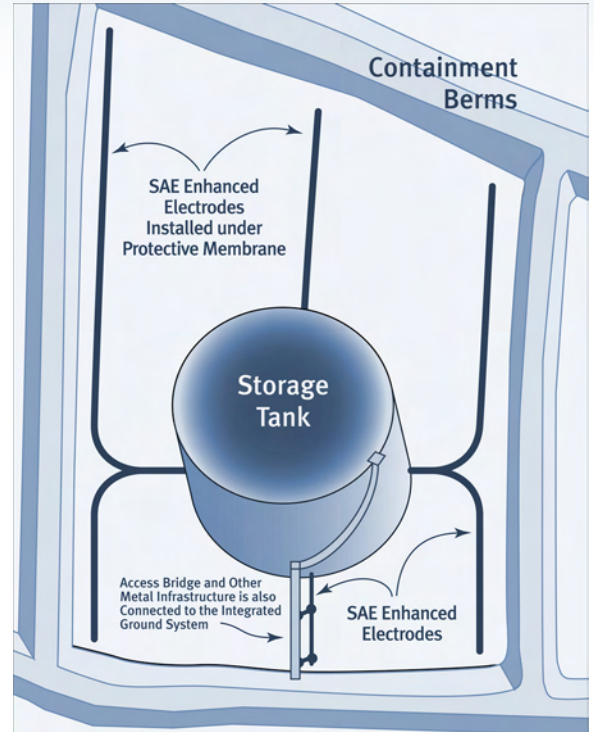 Containment
Berms
SAE Enhanced
Electrodes
Installed under
Protective Membrane
Storage
Tank
Access Bridge and Other
Metal Infrastructure is also
Connected to the Integrated
Ground System
SAE Enhanced
Electrodes